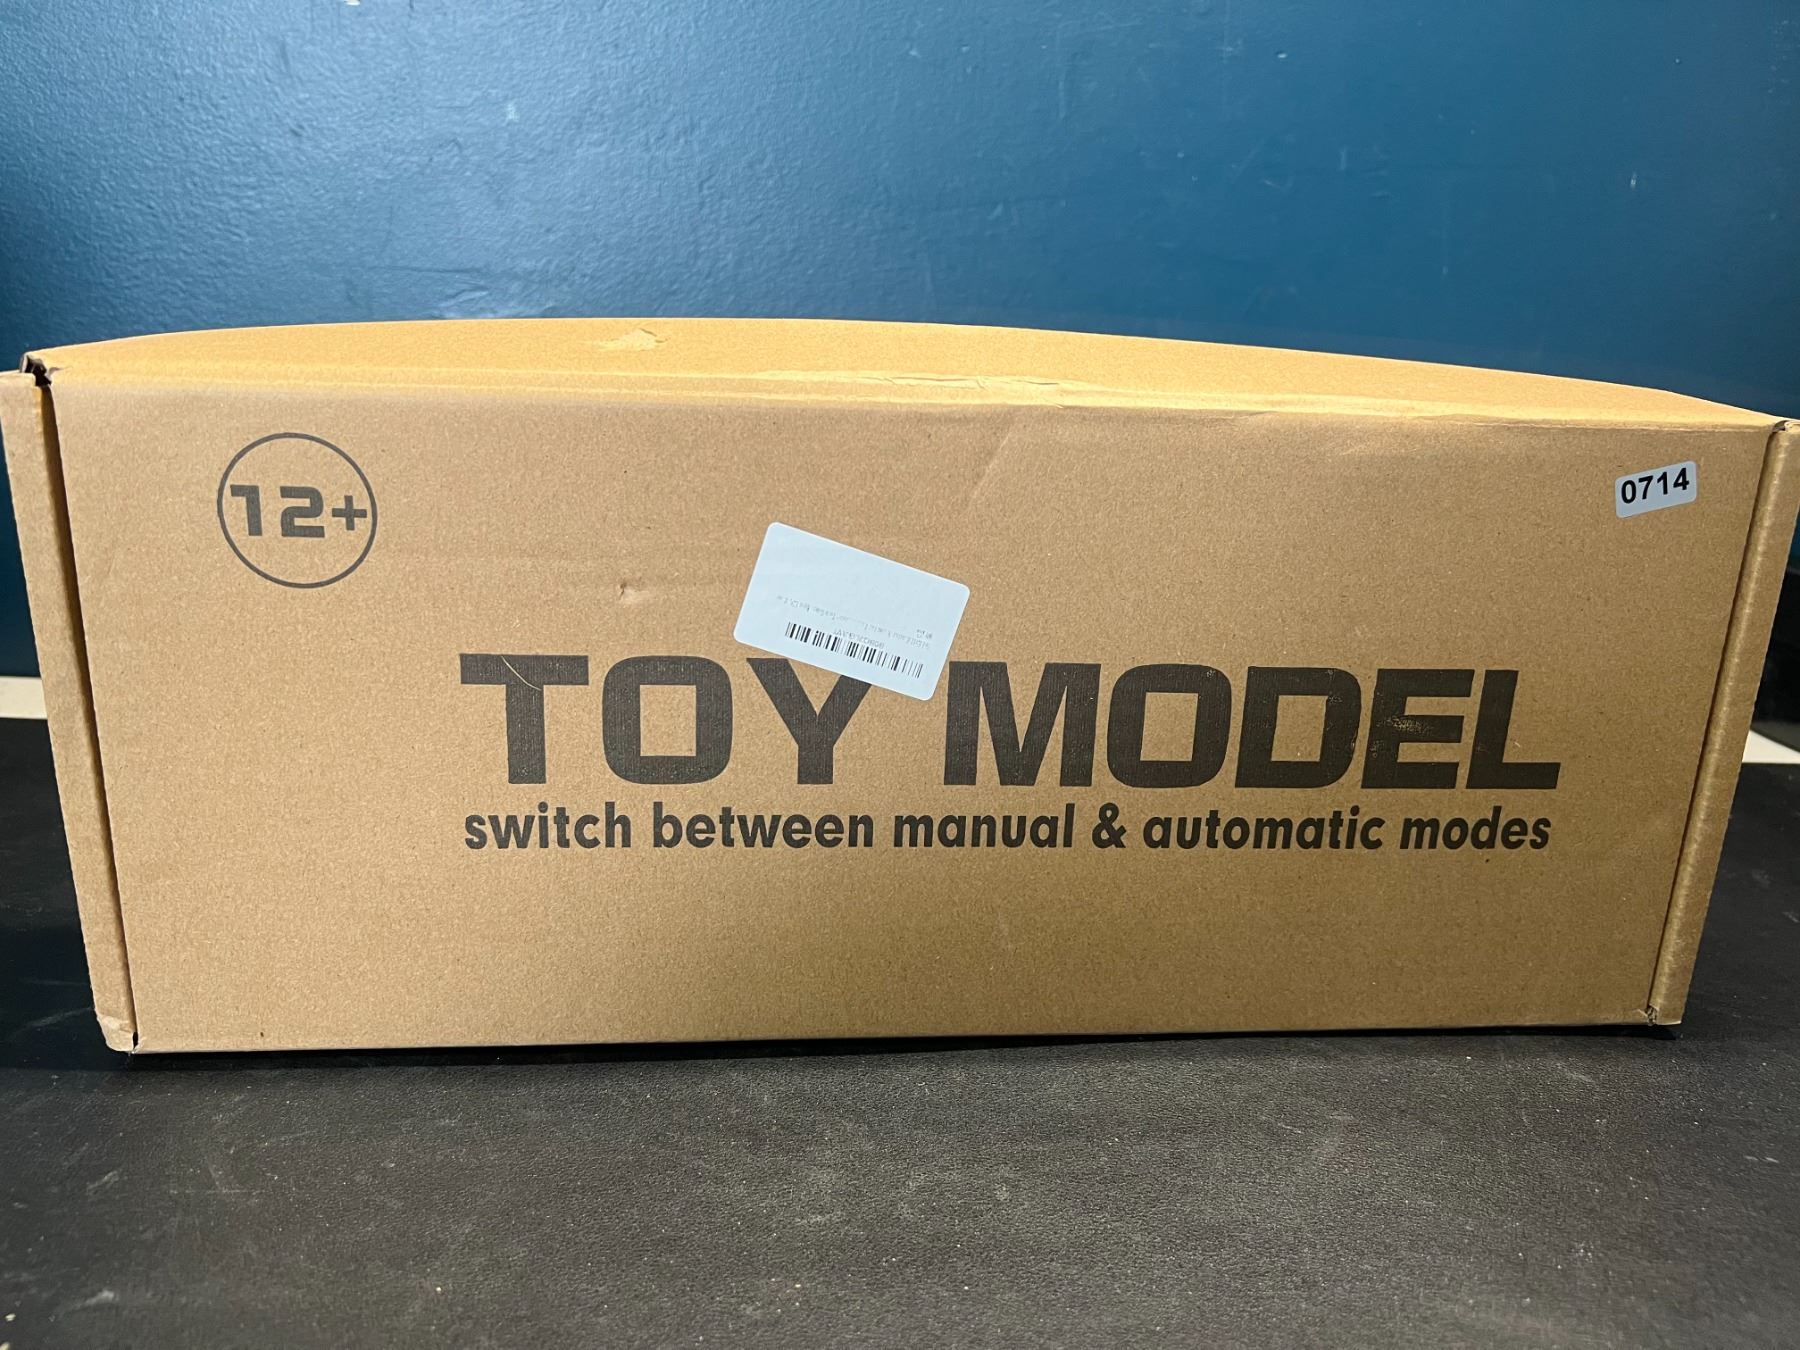 12+
0714
TOY MODEL
switch between manual & automatic modes